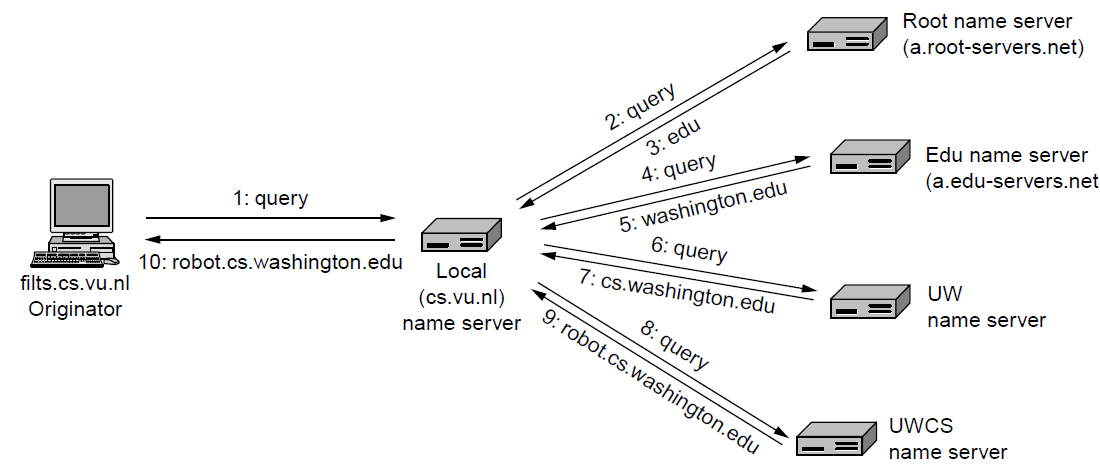 Root name server
(a.root-servers.net)
2: query
3: edu
Edu name server
(a.edu-servers.net
4: query
5: washington.edu
1: query
10: robot.cs.washington.edu
filts.cs.vu.nl
Originator
Local
(cs.vu.nl)
name server
6: query
7: cs.washington.edu
UW
name server
8: query
9: robot.cs.washington.edu
UWCS
name server